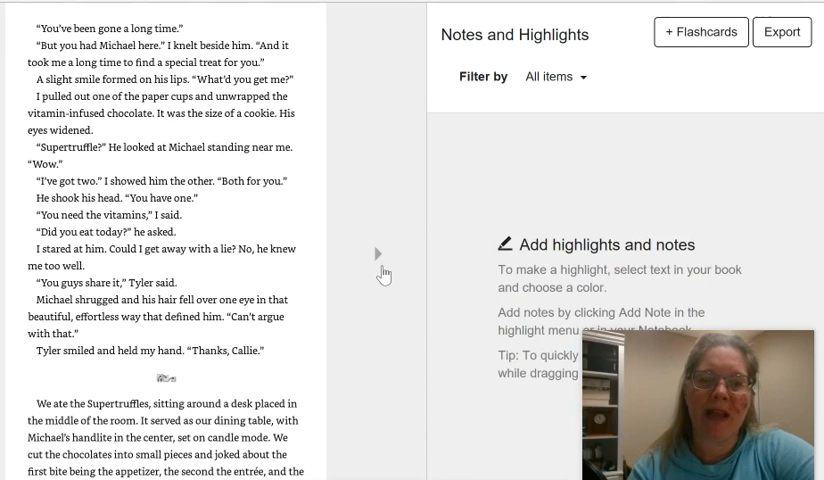 “You’ve been gone a long time.”
“But you had Michael here.” I knelt beside him. “And it
took me a long time to find a special treat for you.”
A slight smile formed on his lips. “What’d you get me?”
I pulled out one of the paper cups and unwrapped the
vitamin-infused chocolate. It was the size of a cookie. His
eyes widened.
“Supertruffle?” He looked at Michael standing near me.
“Wow.”
“I’ve got two.” I showed him the other. “Both for you.”
He shook his head. “You have one.”
“You need the vitamins,” I said.
“Did you eat today?” he asked.
I stared at him. Could I get away with a lie? No, he knew
me too well.
“You guys share it,” Tyler said.
Michael shrugged and his hair fell over one eye in that
beautiful, effortless way that defined him. “Can’t argue
with that.”
Tyler smiled and held my hand. “Thanks, Callie.”
We ate the Supertruffles, sitting around a desk placed in
the middle of the room. It served as our dining table, with
Michael’s handlite in the center, set on candle mode. We
cut the chocolates into small pieces and joked about the
first bite being the appetizer, the second the entrée, and the
Notes and Highlights
+ Flashcards
Export
Filter by All items
Add highlights and notes
To make a highlight, select text in your book
and choose a color.
Add notes by clicking Add Note in the
highlight menu or in your Notebook.
Tip: To quickly
while dragging